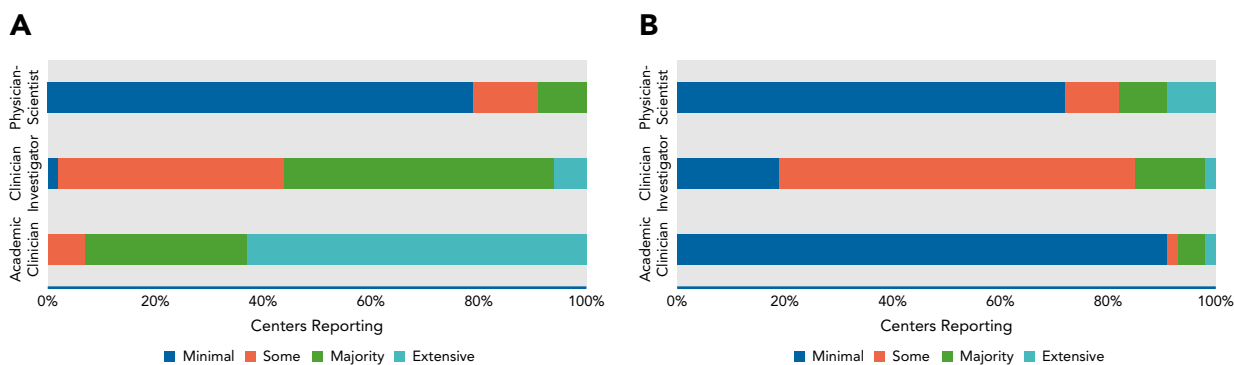 A
Physician-
Scientist
Clinician
Investigator
Academic
Clinician
0% 20% 40% 60% 80% 100%
Centers Reporting
Minimal Some Majority Extensive
B
Physician-
Scientist
Clinician
Investigator
Academic
Clinician
0% 20% 40% 60% 80% 100%
Centers Reporting
Minimal Some Majority Extensive